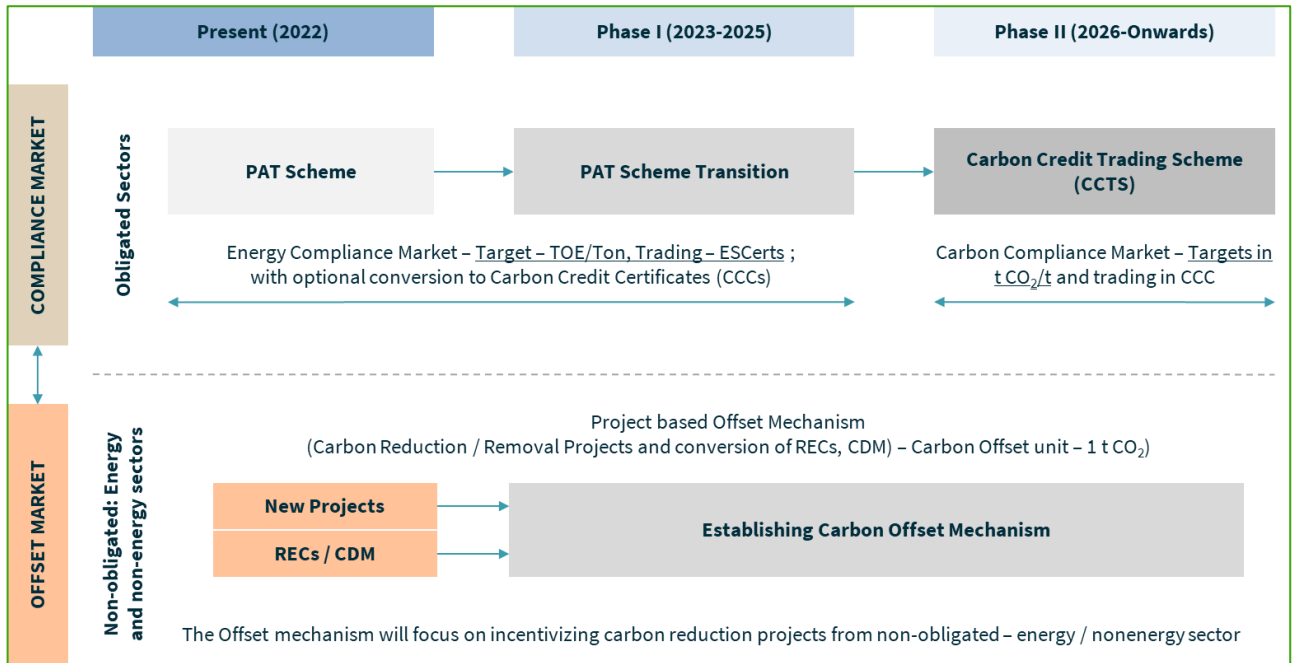 Present (2022)
Phase I (2023-2025)
Phase II (2026-Onwards)
COMPLIANCE MARKET
Obligated Sectors
PAT Scheme
PAT Scheme Transition
Carbon Credit Trading Scheme
(CCTS)
Energy Compliance Market – Target – TOE/Ton, Trading – ESCerts ;
with optional conversion to Carbon Credit Certificates (CCCs)
Carbon Compliance Market – Targets in
t CO₂/t and trading in CCC
OFFSET MARKET
Non-obligated: Energy
and non-energy sectors
Project based Offset Mechanism
(Carbon Reduction / Removal Projects and conversion of RECs, CDM) – Carbon Offset unit – 1 t CO₂)
New Projects
RECs / CDM
Establishing Carbon Offset Mechanism
The Offset mechanism will focus on incentivizing carbon reduction projects from non-obligated – energy / nonenergy sector